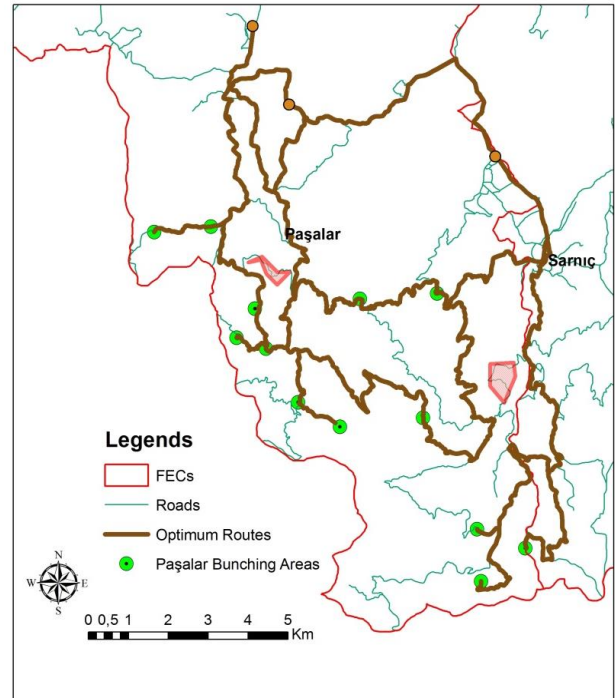 Paşalar
Sarnıç
Legends
FECs
Roads
Optimum Routes
Paşalar Bunching Areas
N
W E
S
0 0,5 1 2 3 4 5
Km